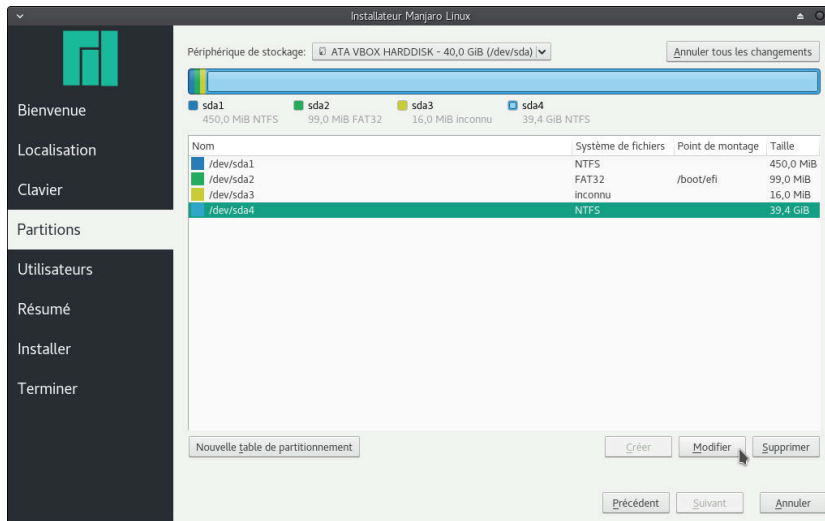 Installateur Manjaro Linux
Périphérique de stockage: ATA VBOX HARDDISK - 40,0 GiB (/dev/sda) Annuler tous les changements
Bienvenue
Localisation
Clavier
Partitions
Utilisateurs
Résumé
Installer
Terminer
sda1 sda2 sda3 sda4
450,0 MiB NTFS 99,0 MiB FAT32 16,0 MiB inconnu 39,4 GiB NTFS
Nom Système de fichiers Point de montage Taille
/dev/sda1 NTFS 450,0 MiB
/dev/sda2 FAT32 /boot/efi 99,0 MiB
/dev/sda3 inconnu 16,0 MiB
/dev/sda4 NTFS 39,4 GiB
Nouvelle table de partitionnement Créer Modifier Supprimer
Précédent Suivant Annuler